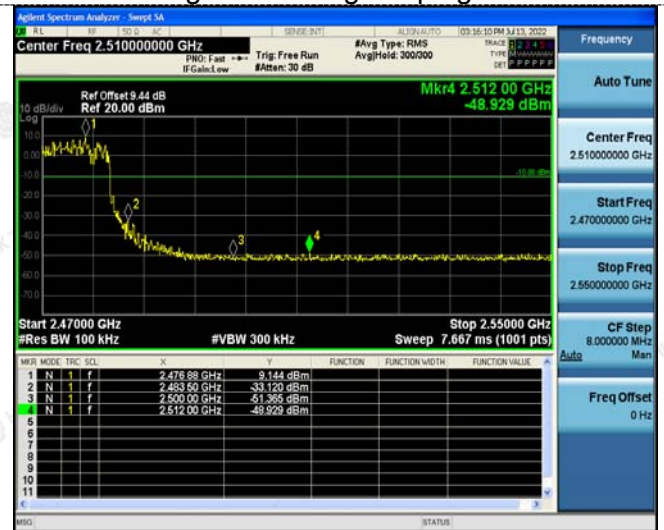 Agilent Spectrum Analyzer - Swept SA
RL RF 50 Ω AC SENSE:INT ALIGN AUTO 03:16:10 PM Jul 13, 2022
Center Freq 2.510000000 GHz
PNO: Fast
IFGain:Low
Trig: Free Run
#Atten: 30 dB
#Avg Type: RMS
Avg|Hold: 300/300
TRACE 1 2 3 4 5 6
TYPE
DET P P P P P P
Frequency
Mkr4 2.512 00 GHz
-48.929 dBm
Ref Offset 9.44 dB
Ref 20.00 dBm
10 dB/div
Log
10.0
0.00
-10.0
-20.0
-30.0
-40.0
-50.0
-60.0
-70.0
1
2
3
4
Start 2.47000 GHz
Stop 2.55000 GHz
#Res BW 100 kHz
#VBW 300 kHz
Sweep 7.667 ms (1001 pts)
MKR MODE TRC SCL X Y FUNCTION FUNCTION WIDTH FUNCTION VALUE
1 N 1 f 2.476 88 GHz 9.144 dBm
2 N 1 f 2.483 50 GHz -33.120 dBm
3 N 1 f 2.500 00 GHz -51.365 dBm
4 N 1 f 2.512 00 GHz -48.929 dBm
5
6
7
8
9
10
11
MSG
STATUS
Auto Tune
Center Freq
2.510000000 GHz
Start Freq
2.470000000 GHz
Stop Freq
2.550000000 GHz
CF Step
8.000000 MHz
Auto Man
Freq Offset
0 Hz